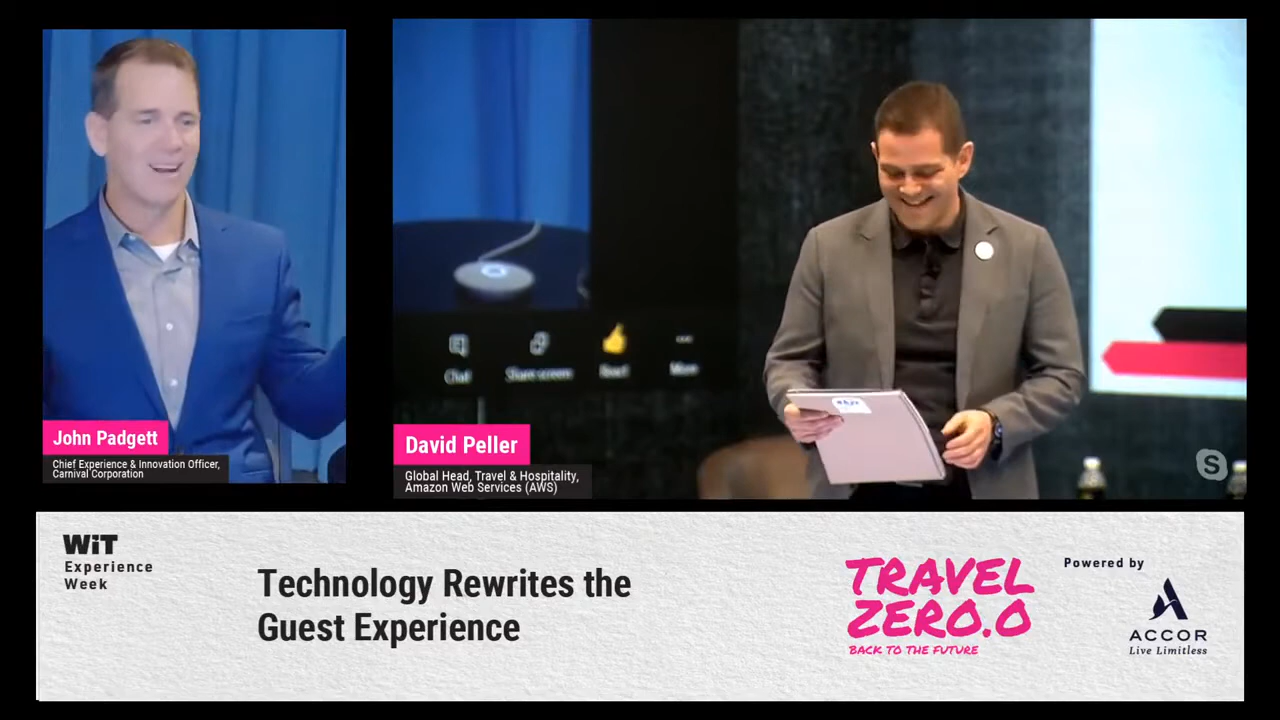 John Padgett
Chief Experience & Innovation Officer,
Carnival Corporation
Chat
Share screen
React
More
David Peller
Global Head, Travel & Hospitality,
Amazon Web Services (AWS)
S
WiT
Experience
Week
Technology Rewrites the
Guest Experience
TRAVEL
ZERO.O
BACK TO THE FUTURE
Powered by
ACCOR
Live Limitless